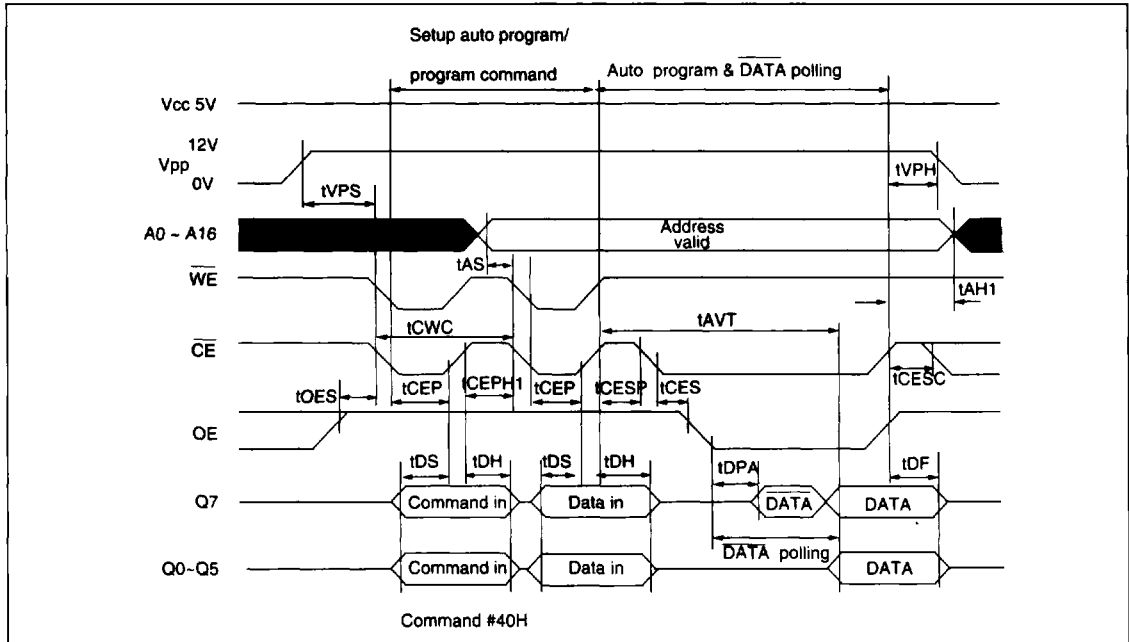 Setup auto program/
program command
Auto program & DATA polling
Vcc 5V
12V
Vpp
0V
tVPS
tVPH
A0 ~ A16
Address
valid
tAS
WE
tAH1
tCWC
tAVT
CE
tCEP
tCEPH1
tCEP
tCESP
tCES
tCESC
tOES
OE
tDS
tDH
tDS
tDH
tDPA
tDF
Q7
Command in
Data in
DATA
DATA
DATA polling
Q0~Q5
Command in
Data in
DATA
Command #40H